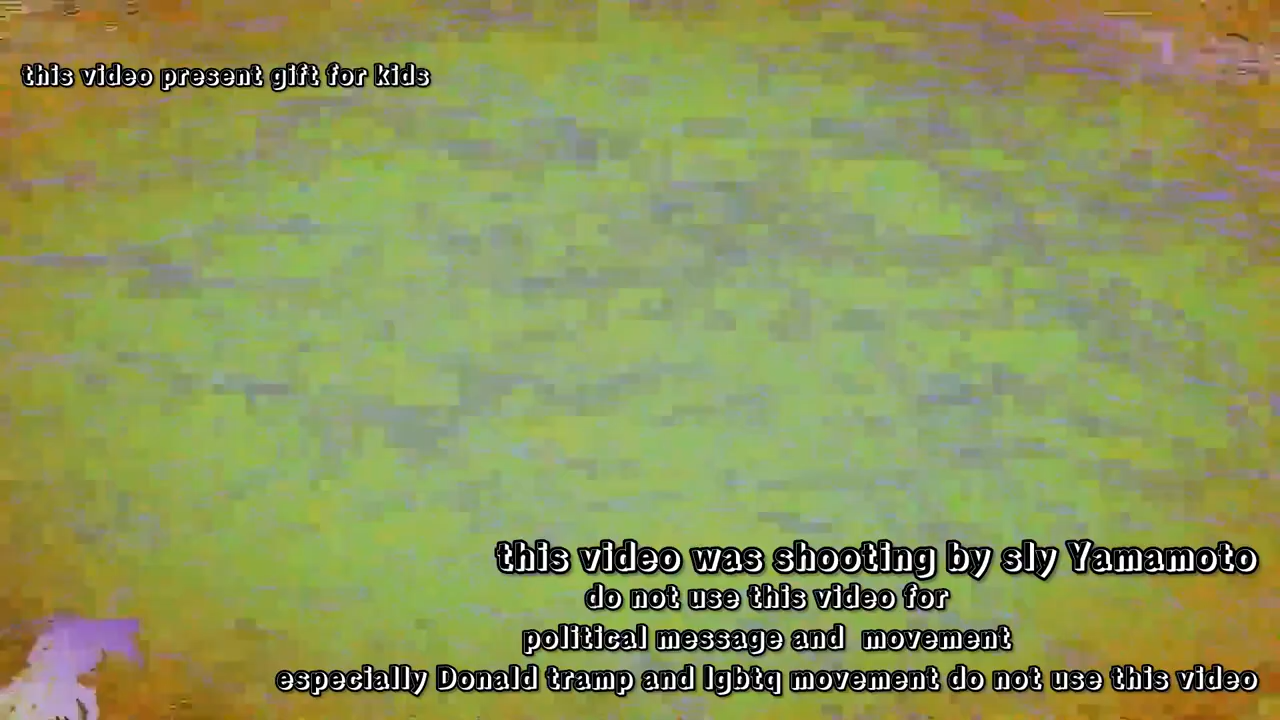 this video present gift for kids
this video was shooting by sly Yamamoto
do not use this video for
political message and movement
especially Donald tramp and lgbtq movement do not use this video